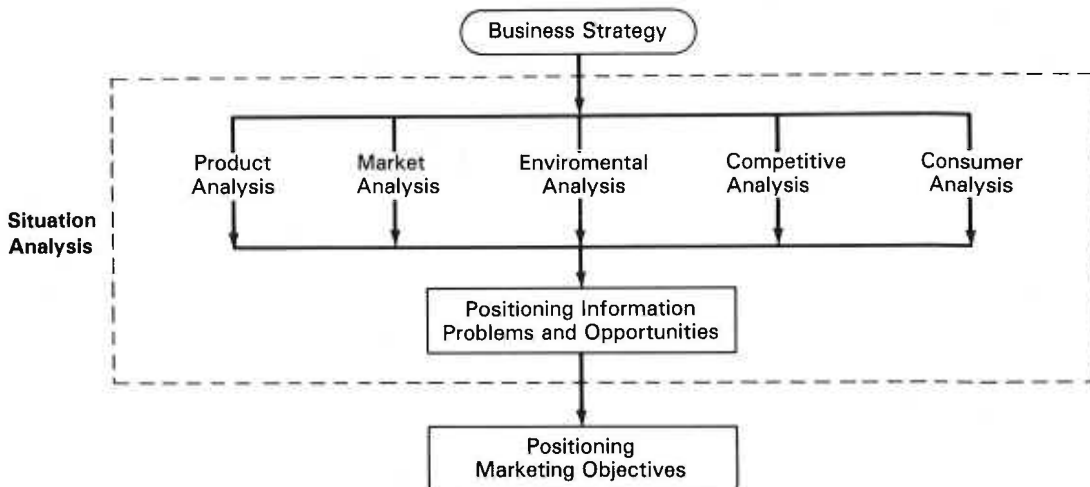 Business Strategy
Product
Analysis
Market
Analysis
Enviromental
Analysis
Competitive
Analysis
Consumer
Analysis
Situation
Analysis
Positioning Information
Problems and Opportunities
Positioning
Marketing Objectives